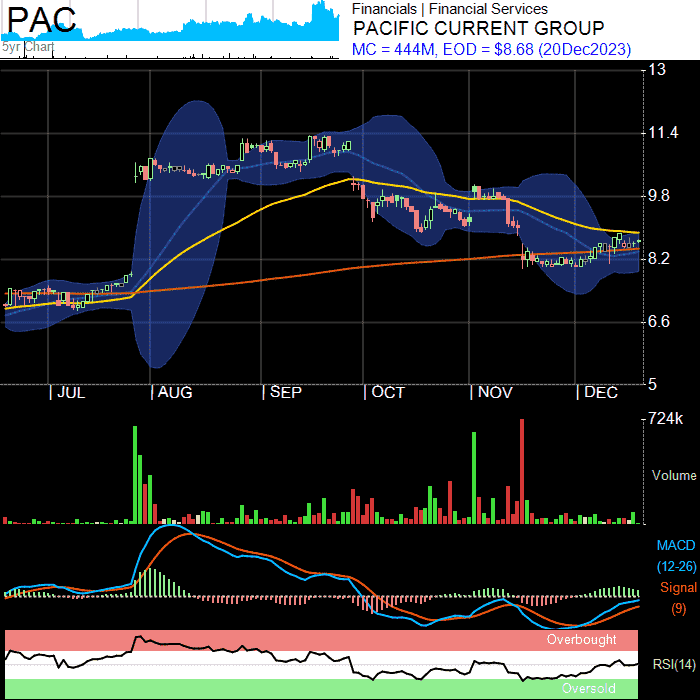 PAC
5yr Chart
Financials | Financial Services
PACIFIC CURRENT GROUP
MC = 444M, EOD = $8.68 (20Dec2023)
13
11.4
9.8
8.2
6.6
5
| JUL | AUG | SEP | OCT | NOV | DEC
724k
Volume
MACD
(12-26)
Signal
(9)
Overbought
RSI(14)
Oversold